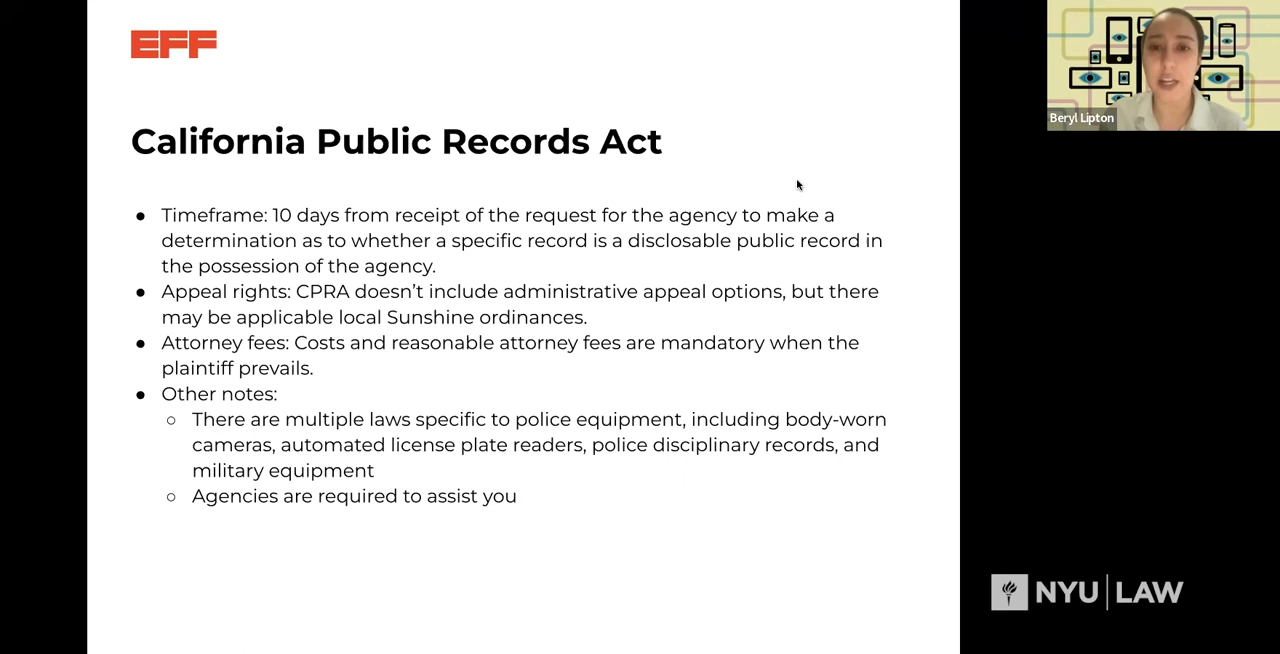 EFF
California Public Records Act
● Timeframe: 10 days from receipt of the request for the agency to make a
determination as to whether a specific record is a disclosable public record in
the possession of the agency.
● Appeal rights: CPRA doesn’t include administrative appeal options, but there
may be applicable local Sunshine ordinances.
● Attorney fees: Costs and reasonable attorney fees are mandatory when the
plaintiff prevails.
● Other notes:
○ There are multiple laws specific to police equipment, including body-worn
cameras, automated license plate readers, police disciplinary records, and
military equipment
○ Agencies are required to assist you
Beryl Lipton
NYU | LAW